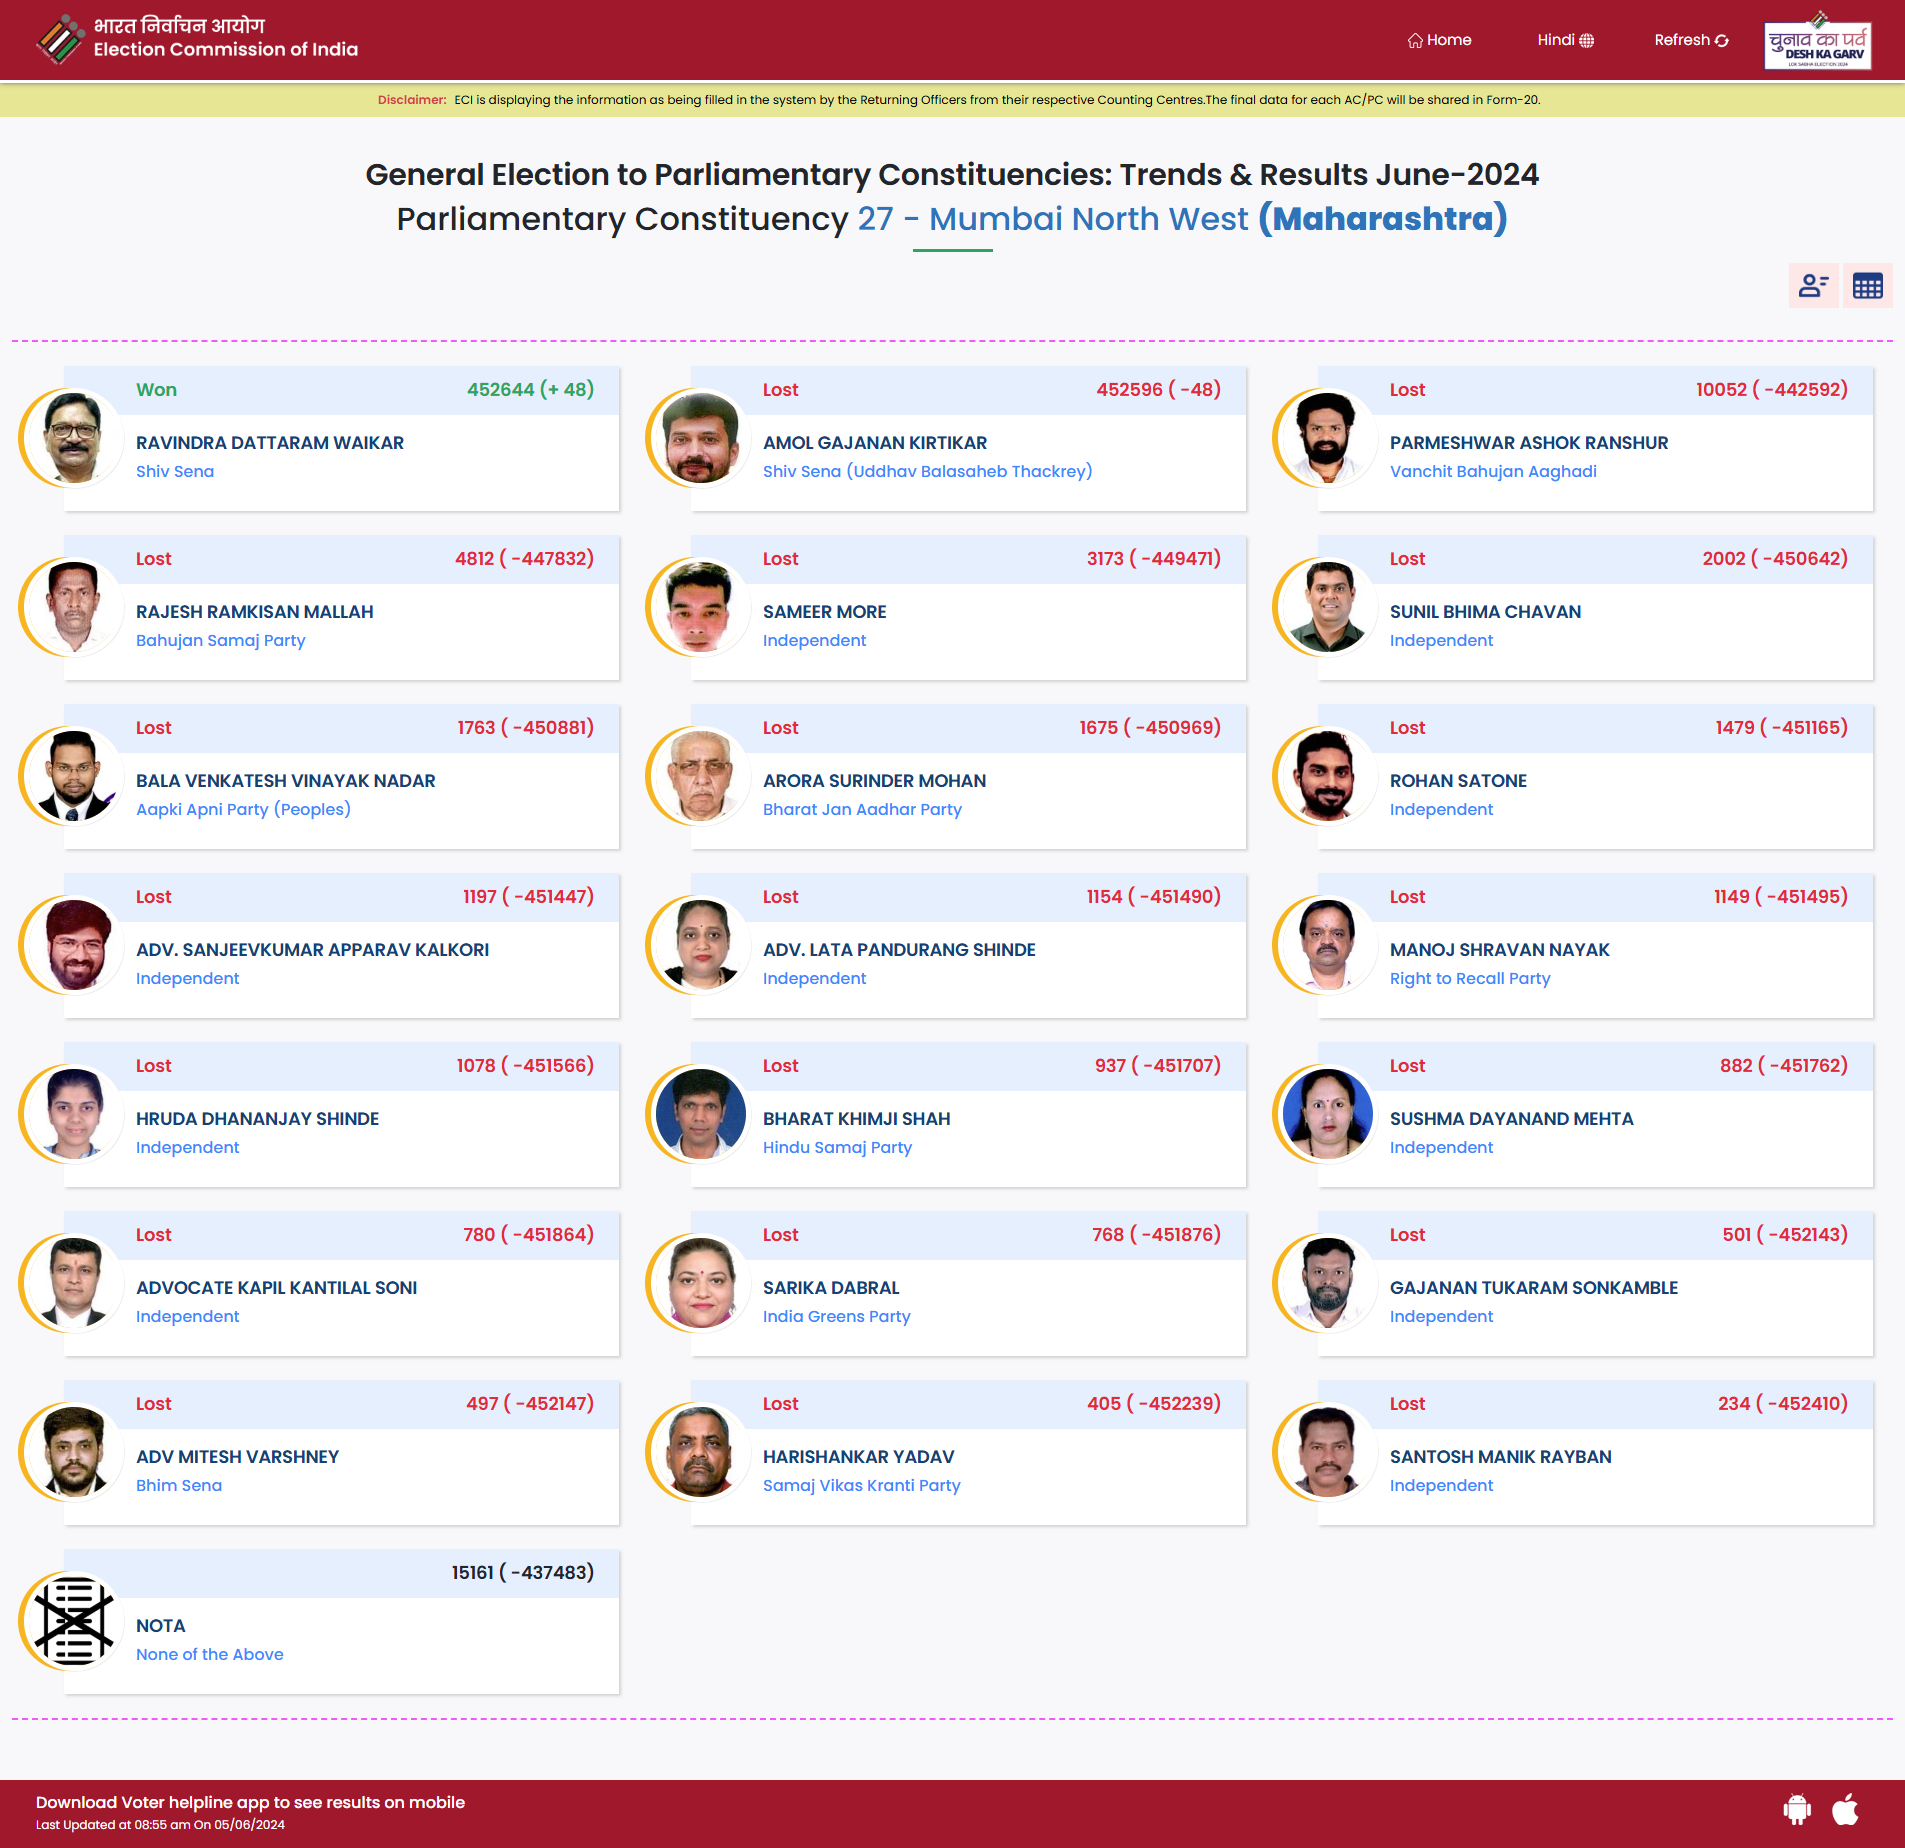 भारत निर्वाचन आयोग
Election Commission of India
Home
Hindi
Refresh
चुनाव का पर्व
DESH KA GARV
LOK SABHA ELECTION 2024
Disclaimer: ECI is displaying the information as being filled in the system by the Returning Officers from their respective Counting Centres.The final data for each AC/PC will be shared in Form-20.
General Election to Parliamentary Constituencies: Trends & Results June-2024
Parliamentary Constituency 27 - Mumbai North West (Maharashtra)
Won 452644 (+ 48)
RAVINDRA DATTARAM WAIKAR
Shiv Sena
Lost 452596 ( -48)
AMOL GAJANAN KIRTIKAR
Shiv Sena (Uddhav Balasaheb Thackrey)
Lost 10052 ( -442592)
PARMESHWAR ASHOK RANSHUR
Vanchit Bahujan Aaghadi
Lost 4812 ( -447832)
RAJESH RAMKISAN MALLAH
Bahujan Samaj Party
Lost 3173 ( -449471)
SAMEER MORE
Independent
Lost 2002 ( -450642)
SUNIL BHIMA CHAVAN
Independent
Lost 1763 ( -450881)
BALA VENKATESH VINAYAK NADAR
Aapki Apni Party (Peoples)
Lost 1675 ( -450969)
ARORA SURINDER MOHAN
Bharat Jan Aadhar Party
Lost 1479 ( -451165)
ROHAN SATONE
Independent
Lost 1197 ( -451447)
ADV. SANJEEVKUMAR APPARAV KALKORI
Independent
Lost 1154 ( -451490)
ADV. LATA PANDURANG SHINDE
Independent
Lost 1149 ( -451495)
MANOJ SHRAVAN NAYAK
Right to Recall Party
Lost 1078 ( -451566)
HRUDA DHANANJAY SHINDE
Independent
Lost 937 ( -451707)
BHARAT KHIMJI SHAH
Hindu Samaj Party
Lost 882 ( -451762)
SUSHMA DAYANAND MEHTA
Independent
Lost 780 ( -451864)
ADVOCATE KAPIL KANTILAL SONI
Independent
Lost 768 ( -451876)
SARIKA DABRAL
India Greens Party
Lost 501 ( -452143)
GAJANAN TUKARAM SONKAMBLE
Independent
Lost 497 ( -452147)
ADV MITESH VARSHNEY
Bhim Sena
Lost 405 ( -452239)
HARISHANKAR YADAV
Samaj Vikas Kranti Party
Lost 234 ( -452410)
SANTOSH MANIK RAYBAN
Independent
15161 ( -437483)
NOTA
None of the Above
Download Voter helpline app to see results on mobile
Last Updated at 08:55 am On 05/06/2024